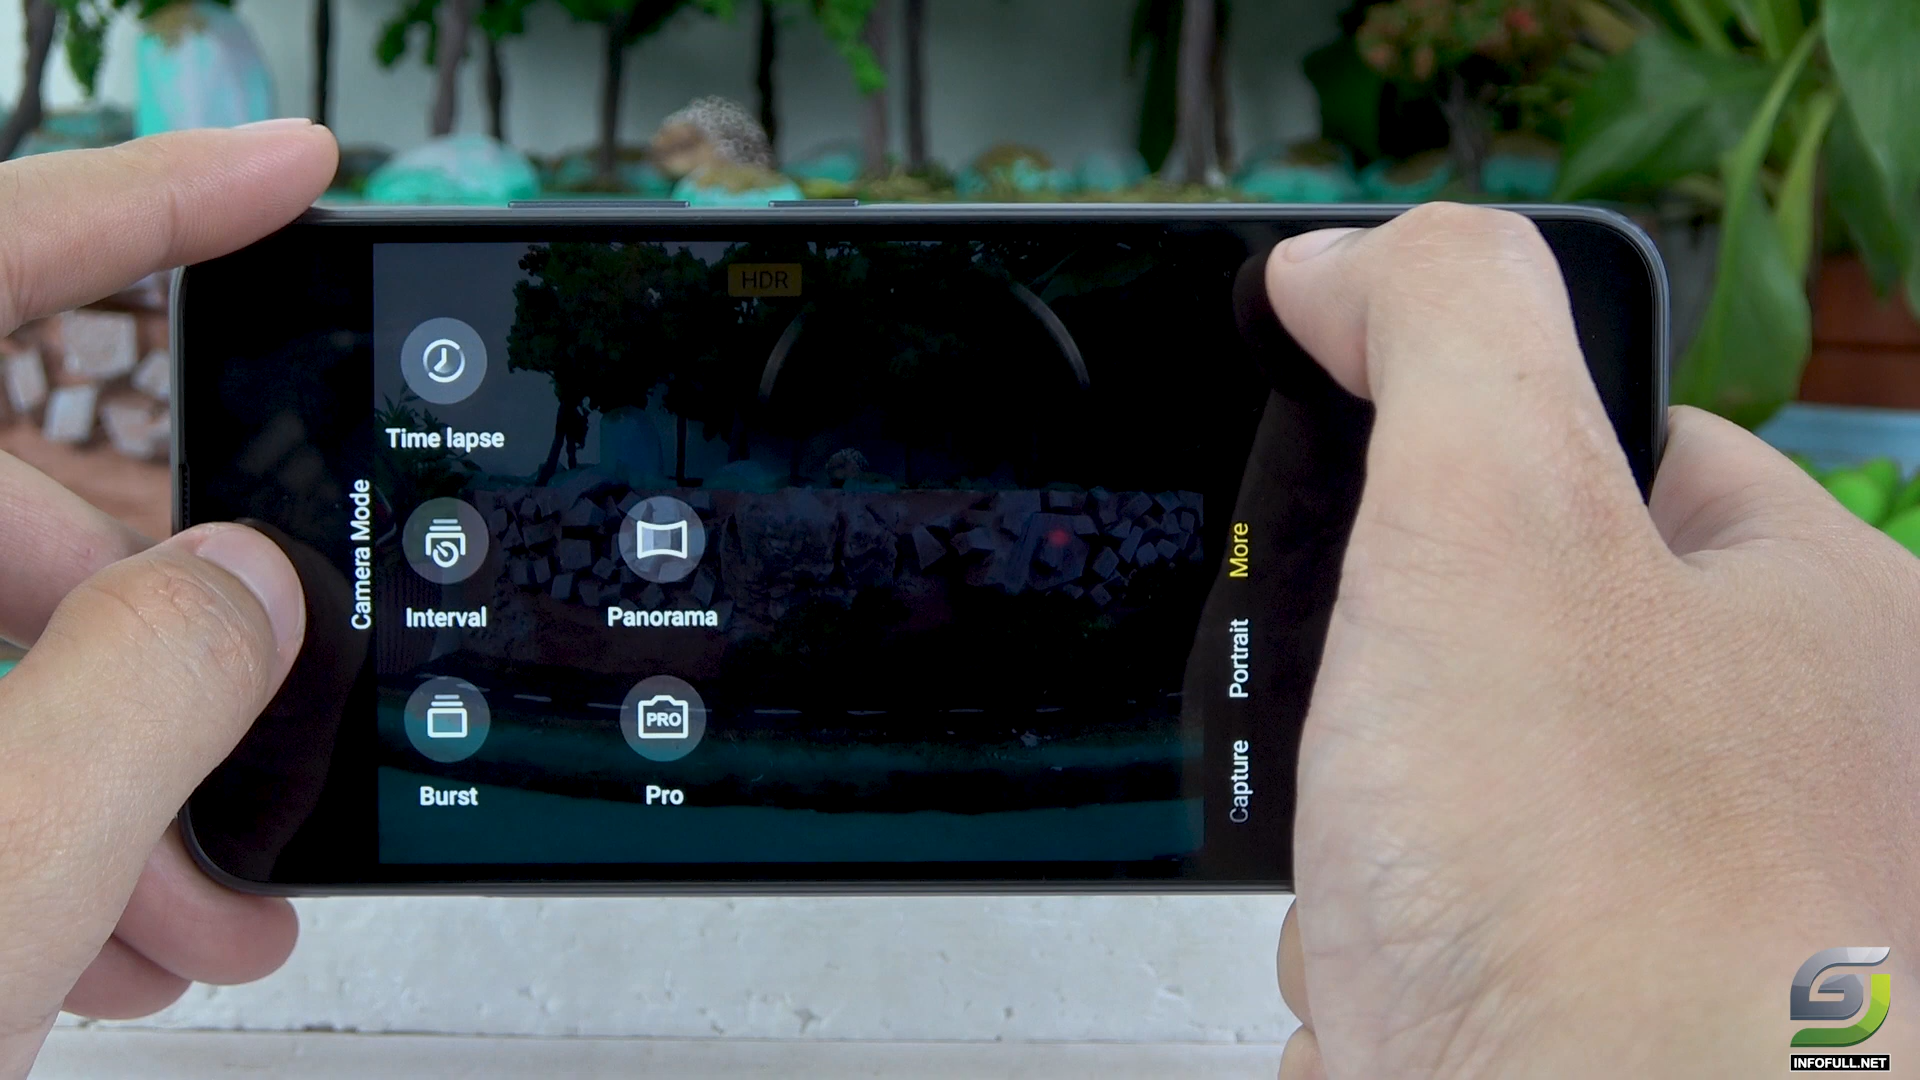 HDR
Time lapse
Camera Mode
Interval
Panorama
Burst
PRO
Pro
More
Portrait
Capture
INFOFULL.NET